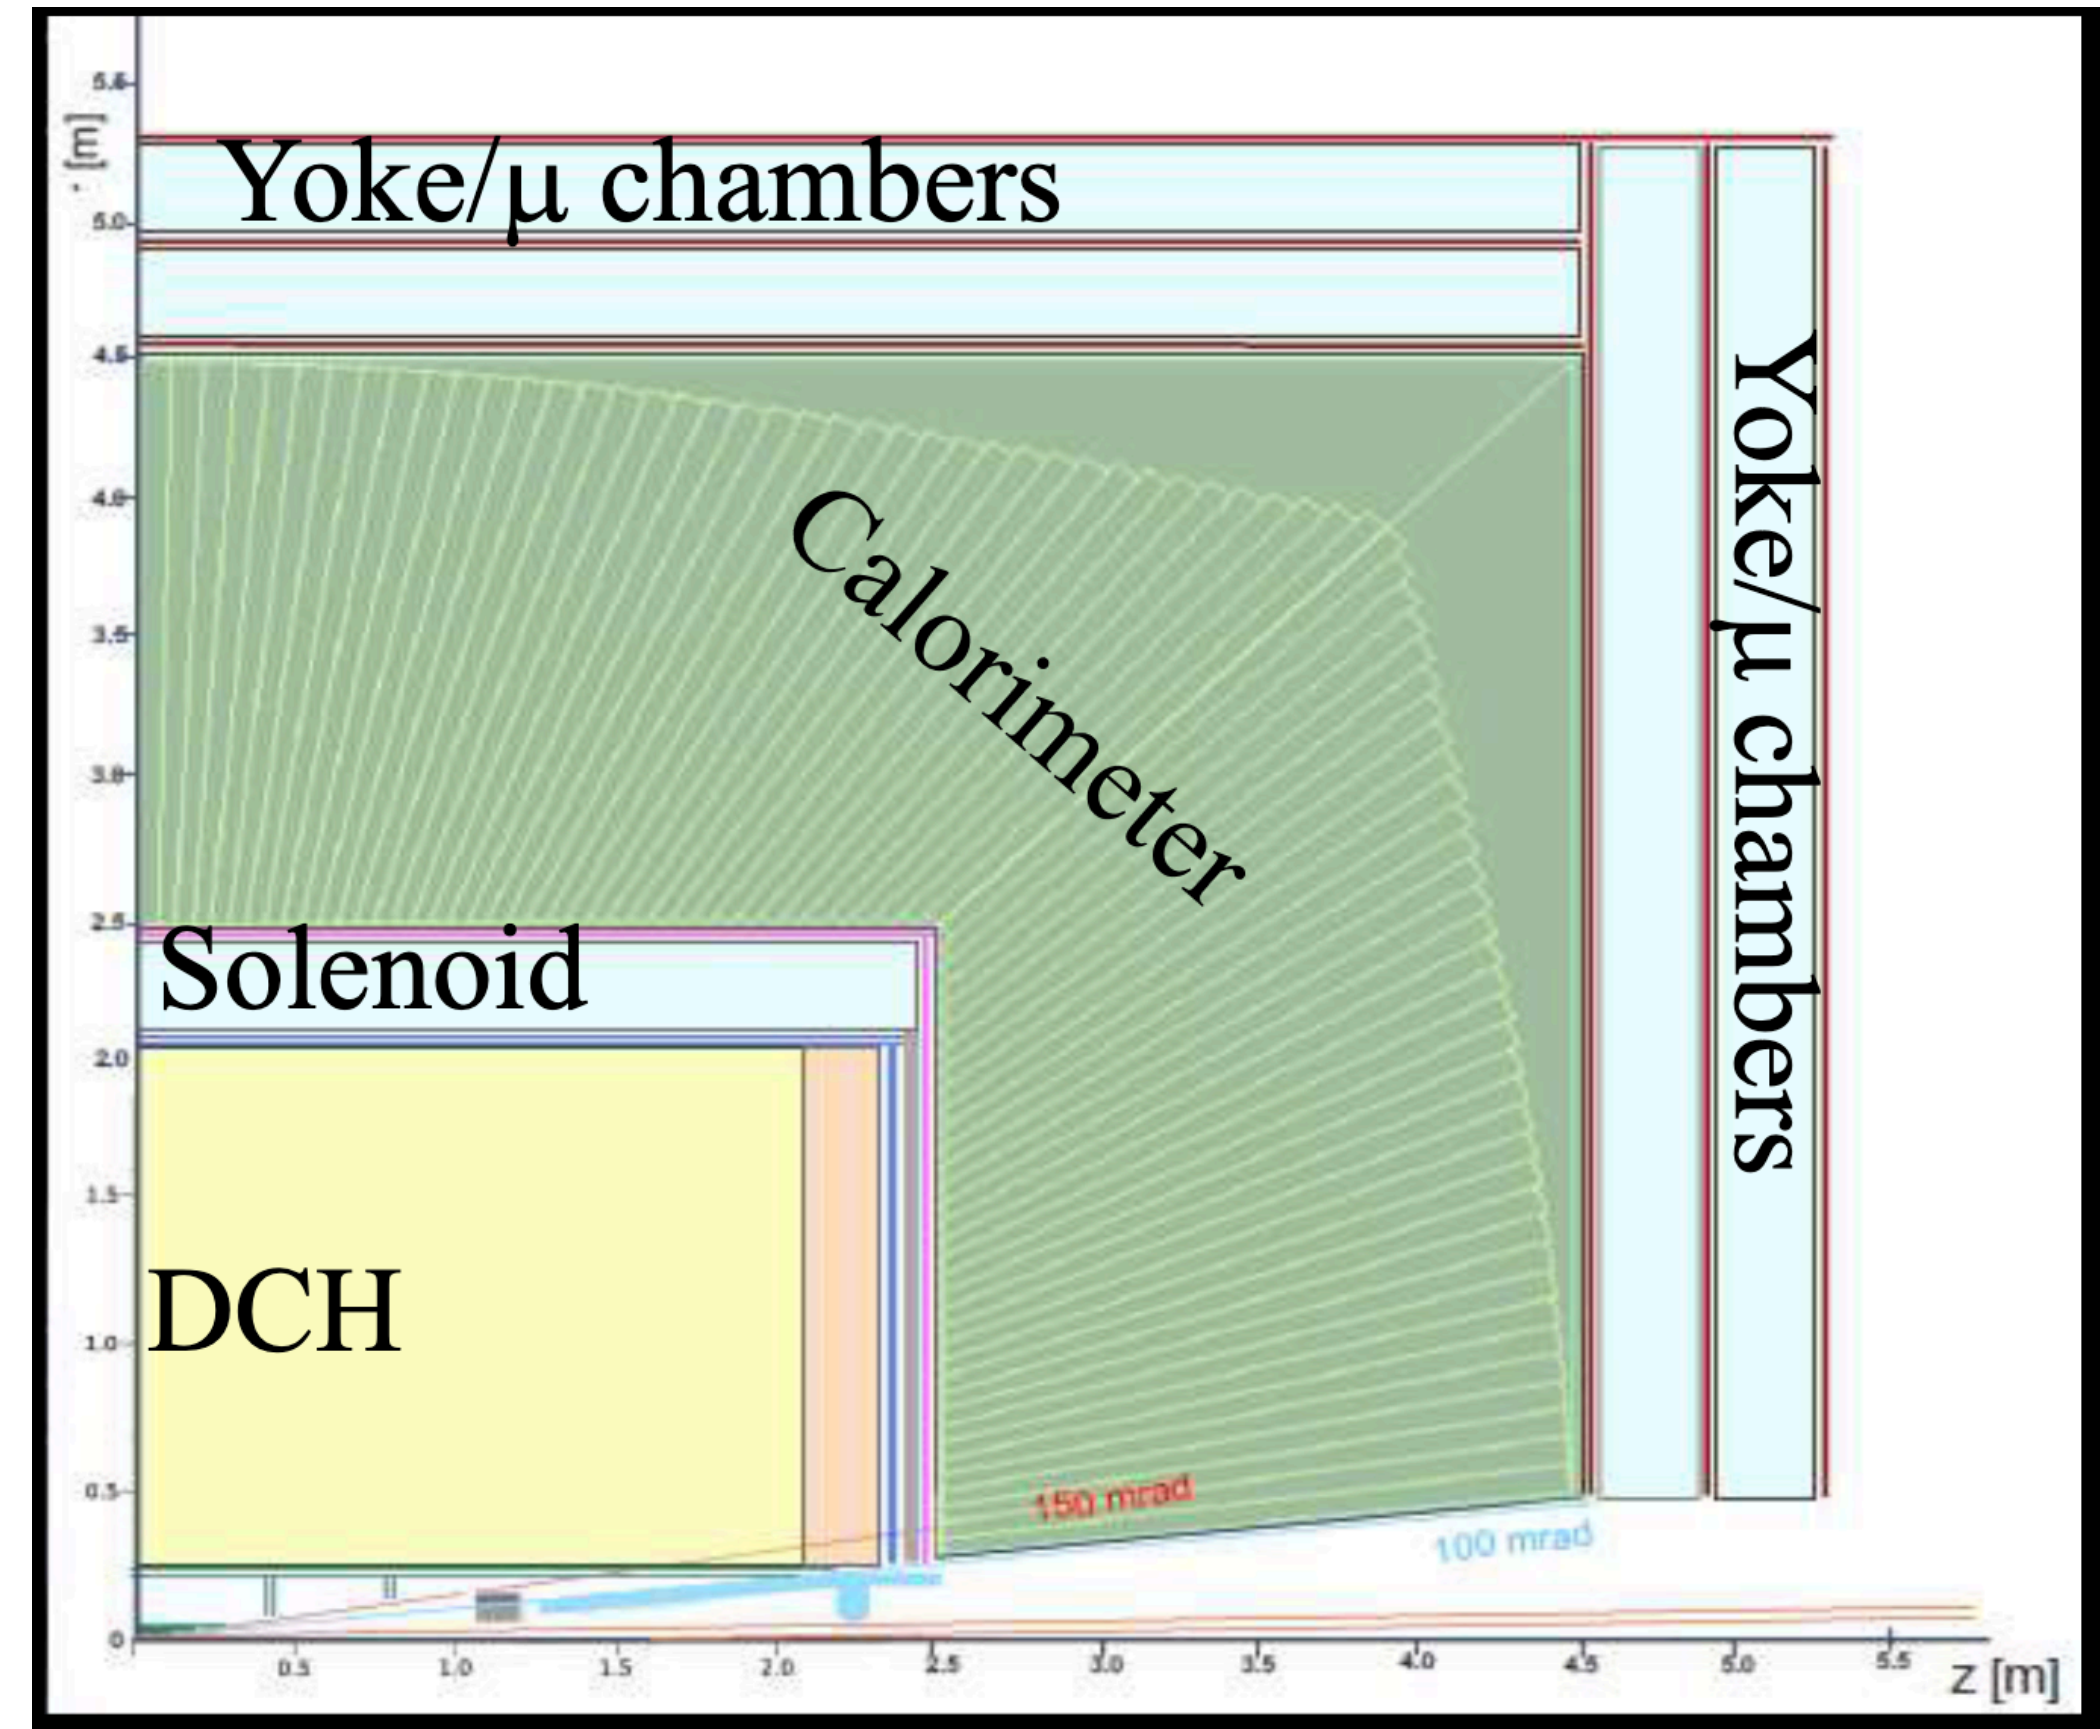 5.5
[m]
Yoke/μ chambers
5.0
4.5
4.0
3.5
3.0
2.5
2.0
1.5
1.0
0.5
0
Calorimeter
Yoke/μ chambers
Solenoid
DCH
150 mrad
100 mrad
0.5 1.0 1.5 2.0 2.5 3.0 3.5 4.0 4.5 5.0 5.5
z [m]